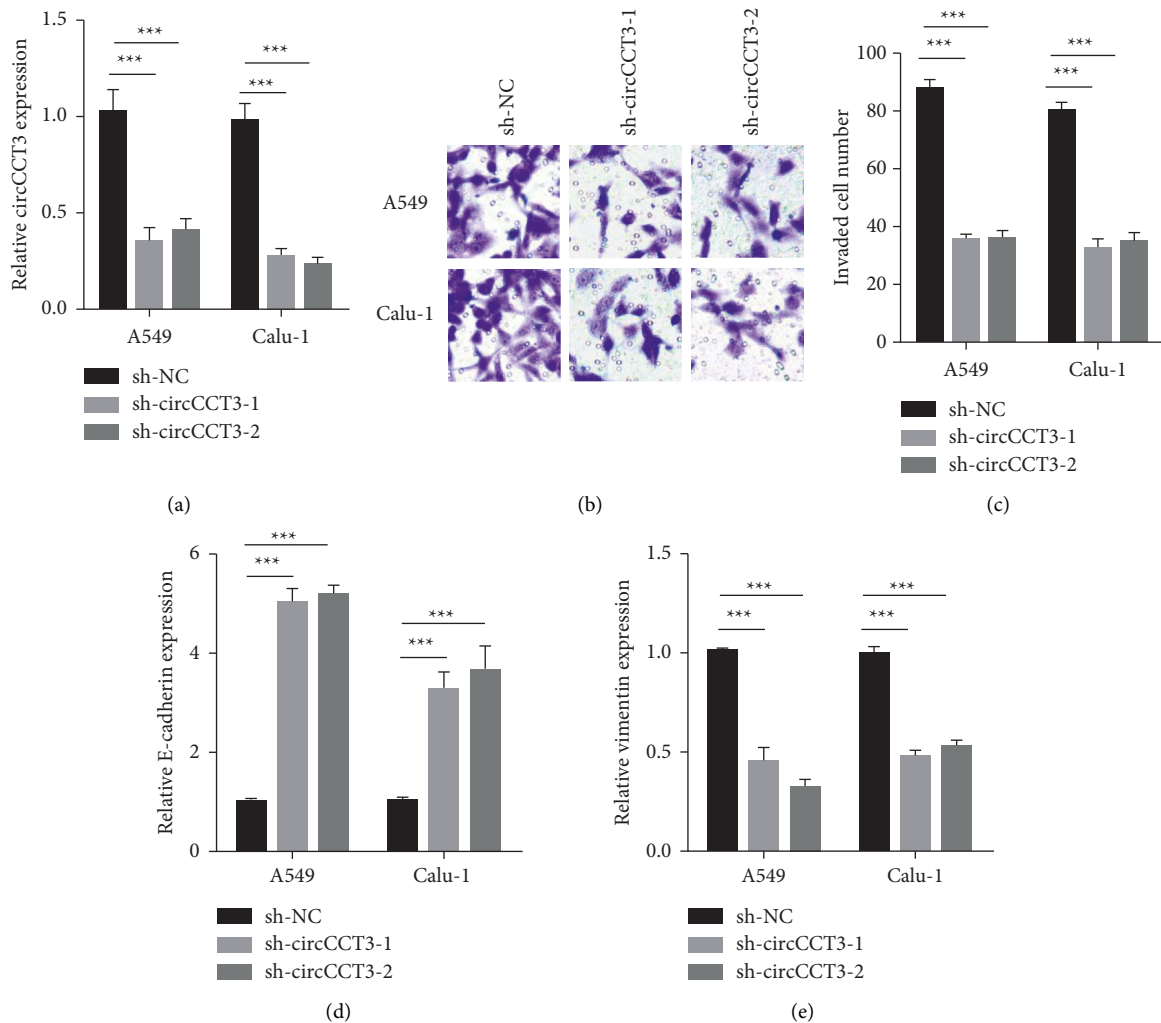 Relative circCCT3 expression
1.5
1.0
0.5
0.0
***
***
***
***
A549
Calu-1
sh-NC
sh-circCCT3-1
sh-circCCT3-2
(a)
sh-NC
sh-circCCT3-1
sh-circCCT3-2
A549
Calu-1
(b)
Invaded cell number
100
80
60
40
20
0
***
***
***
***
A549
Calu-1
sh-NC
sh-circCCT3-1
sh-circCCT3-2
(c)
Relative E-cadherin expression
6
4
2
0
***
***
***
***
A549
Calu-1
sh-NC
sh-circCCT3-1
sh-circCCT3-2
(d)
Relative vimentin expression
1.5
1.0
0.5
0.0
***
***
***
***
A549
Calu-1
sh-NC
sh-circCCT3-1
sh-circCCT3-2
(e)